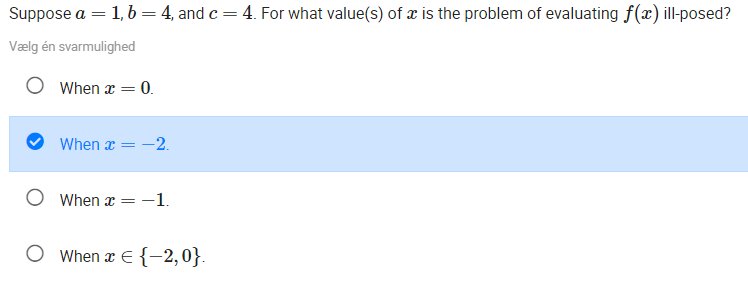 Suppose a = 1, b = 4, and c = 4. For what value(s) of x is the problem of evaluating f(x) ill-posed?
Vælg én svarmulighed
When x = 0.
When x = −2.
When x = −1.
When x ∈ {−2, 0}.